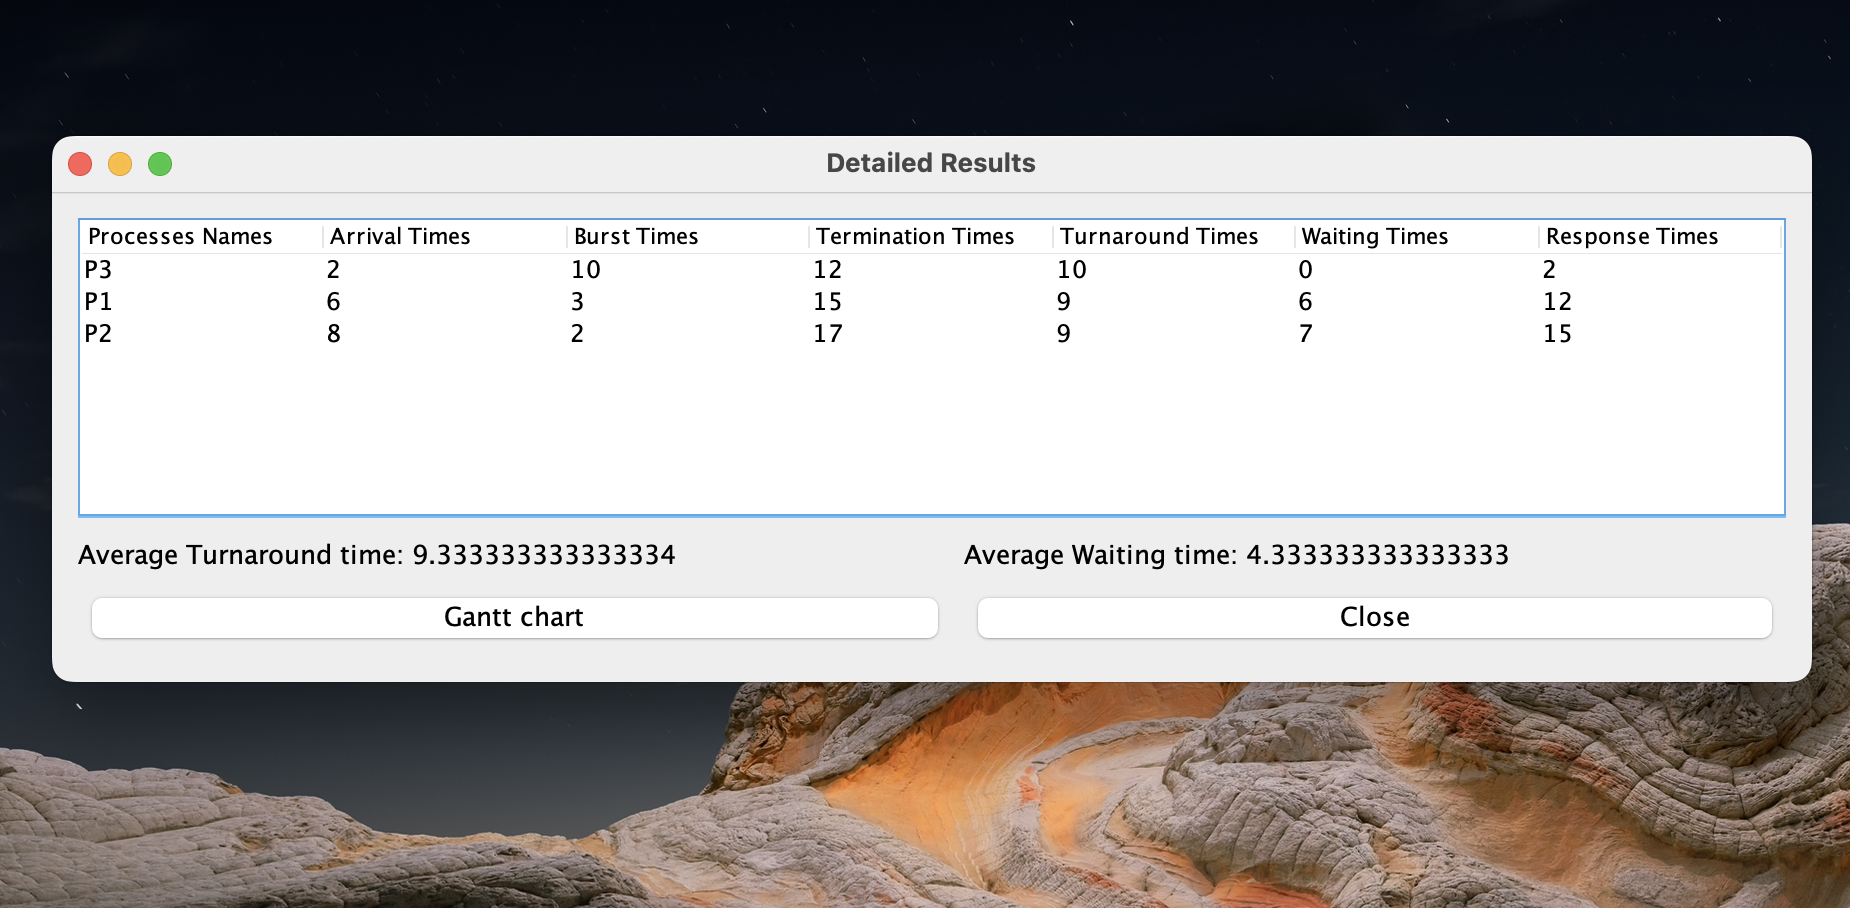 Detailed Results
Processes Names Arrival Times Burst Times Termination Times Turnaround Times Waiting Times Response Times
P3 2 10 12 10 0 2
P1 6 3 15 9 6 12
P2 8 2 17 9 7 15
Average Turnaround time: 9.333333333333334 Average Waiting time: 4.333333333333333
Gantt chart Close